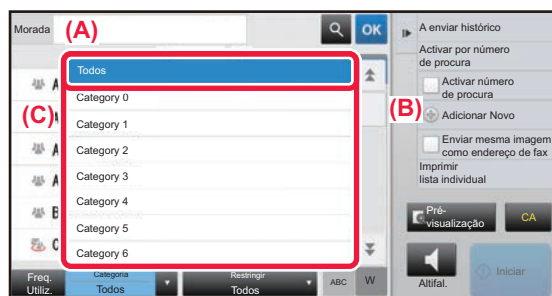 Morada
(A)
OK
Todos
Category 0
Category 1
Category 2
Category 3
Category 4
Category 5
Category 6
A
(C)
A
A
B
C
Freq.
Utiliz.
Categoria
Todos
Restringir
Todos
ABC
W
A enviar histórico
Activar por número
de procura
Activar número
de procura
(B)
Adicionar Novo
Enviar mesma imagem
como endereço de fax
Imprimir
lista individual
Pré-
visualização
CA
Altifal.
Iniciar